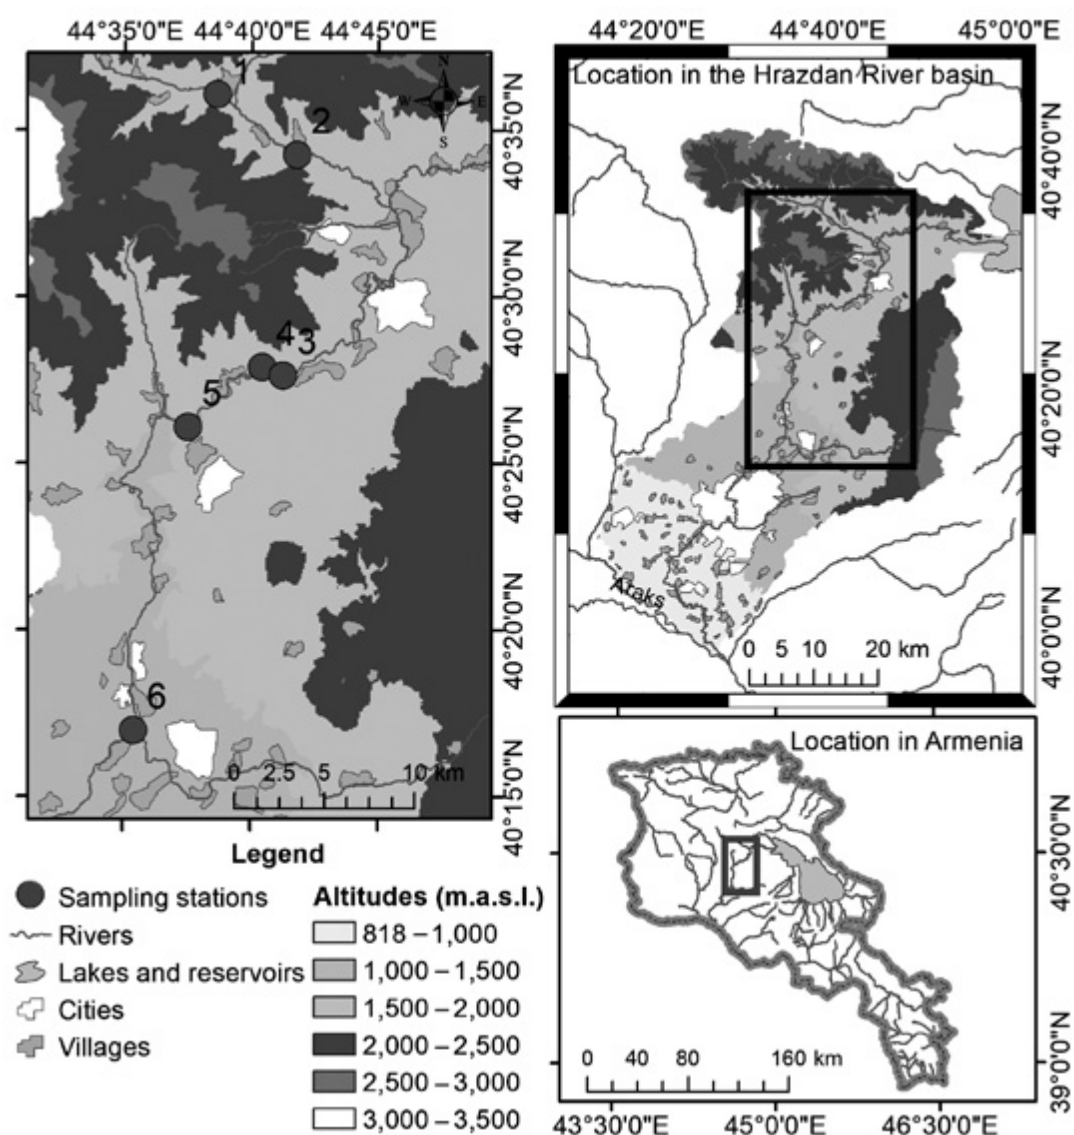 44°35'0"E 44°40'0"E 44°45'0"E
1
N
W E
S
2
4
3
5
6
40°35'0"N
40°30'0"N
40°25'0"N
40°20'0"N
40°15'0"N
0 2.5 5 10 km
44°20'0"E 44°40'0"E 45°0'0"E
Location in the Hrazdan River basin
40°40'0"N
40°20'0"N
40°0'0"N
Araks
0 5 10 20 km
Location in Armenia
40°30'0"N
39°0'0"N
0 40 80 160 km
43°30'0"E 45°0'0"E 46°30'0"E
Legend
Sampling stations
Rivers
Lakes and reservoirs
Cities
Villages
Altitudes (m.a.s.l.)
818 – 1,000
1,000 – 1,500
1,500 – 2,000
2,000 – 2,500
2,500 – 3,000
3,000 – 3,500